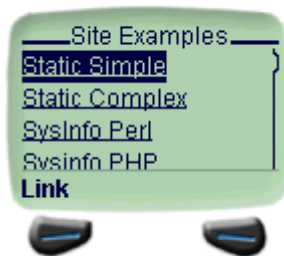 Site Examples
Static Simple
Static Complex
SysInfo Perl
Sysinfo PHP
Link